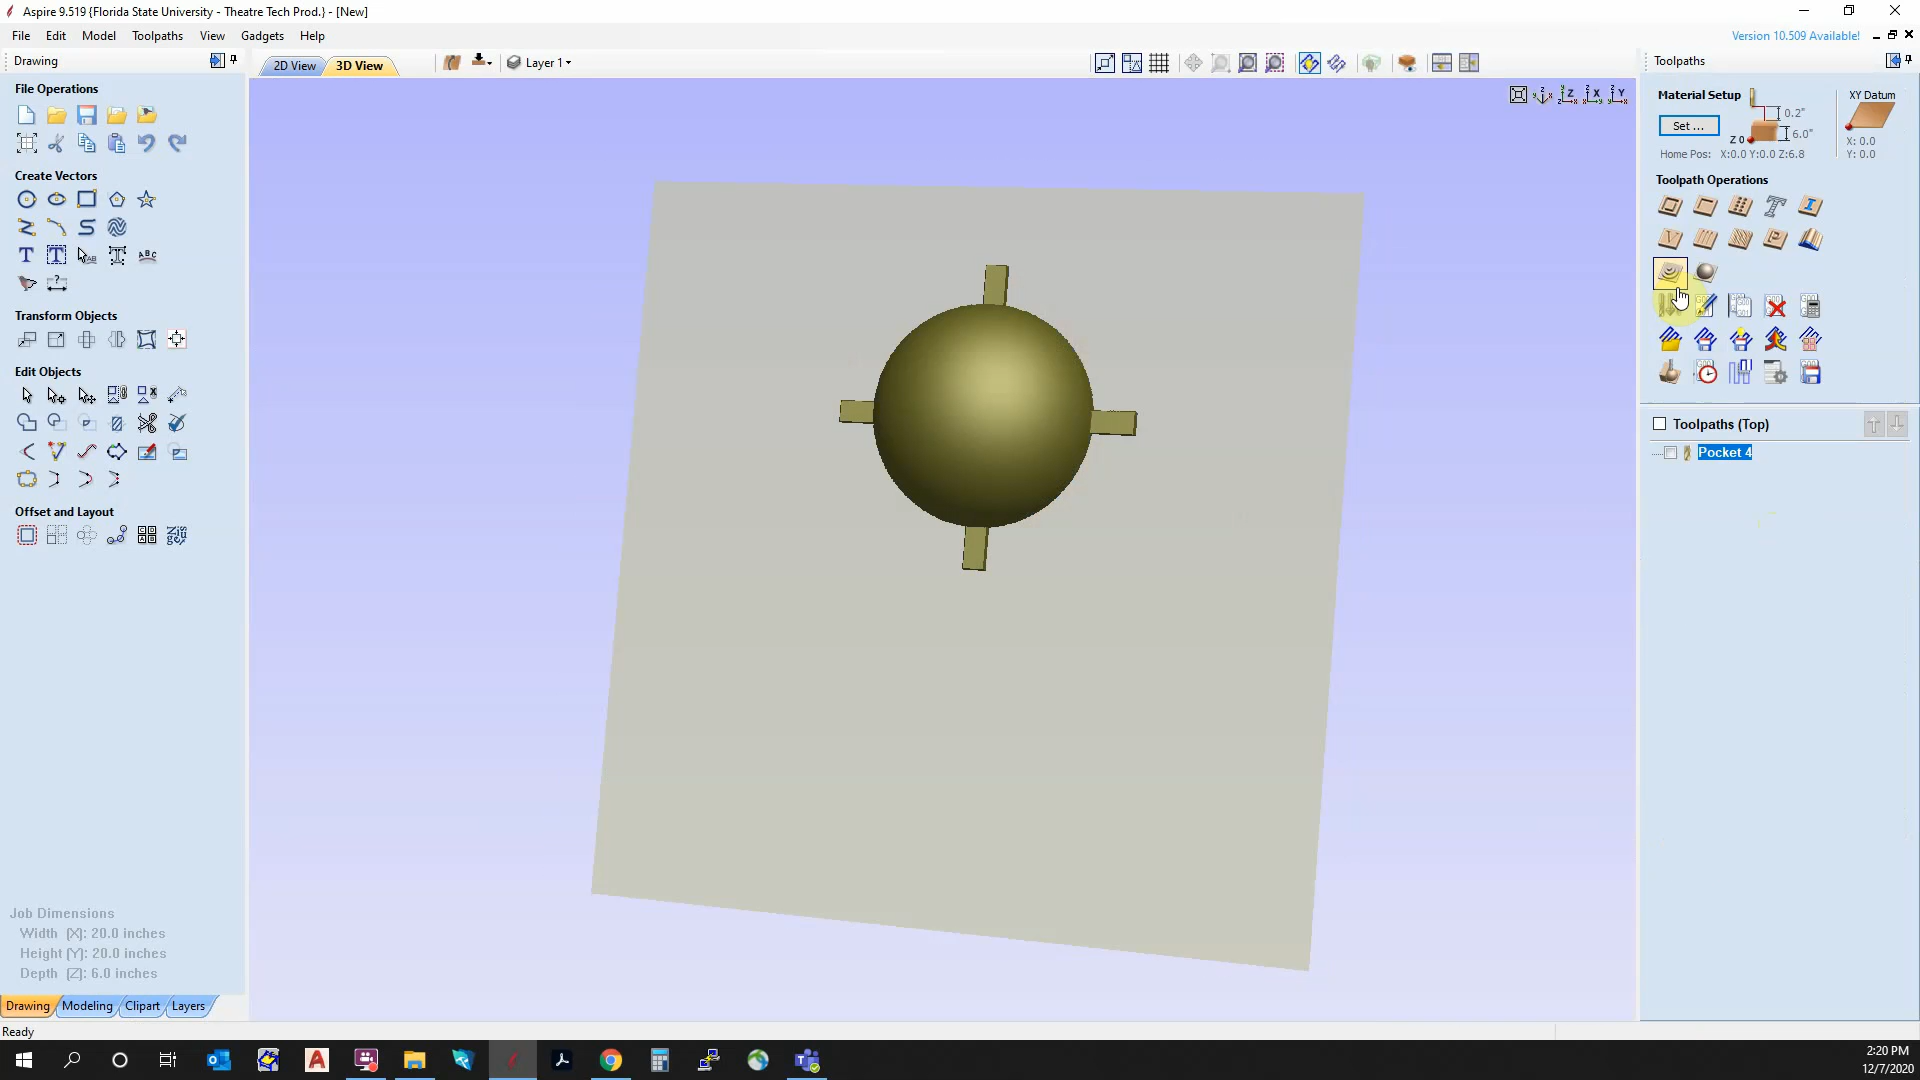 Aspire 9.519 {Florida State University - Theatre Tech Prod.} - [New]
File Edit Model Toolpaths View Gadgets Help
Version 10.509 Available!
Drawing
2D View
3D View
Layer 1
Toolpaths
File Operations
Material Setup
Set ...
0.2"
Z 0
6.0"
Home Pos: X:0.0 Y:0.0 Z:6.8
XY Datum
X: 0.0
Y: 0.0
Create Vectors
Toolpath Operations
Transform Objects
Edit Objects
Toolpaths (Top)
Pocket 4
Offset and Layout
Job Dimensions
Width (X): 20.0 inches
Height (Y): 20.0 inches
Depth (Z): 6.0 inches
Drawing Modeling Clipart Layers
Ready
2:20 PM
12/7/2020